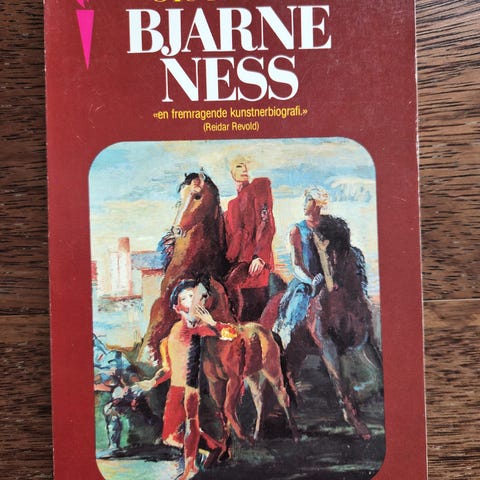 BJARNE
NESS
«en fremragende kunstnerbiografi.»
(Reidar Revold)